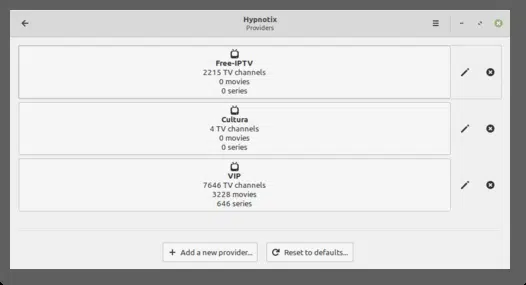 Hypnotix
Providers
Free-IPTV
2215 TV channels
0 movies
0 series
Cultura
4 TV channels
0 movies
0 series
VIP
7646 TV channels
3228 movies
646 series
Add a new provider...
Reset to defaults...